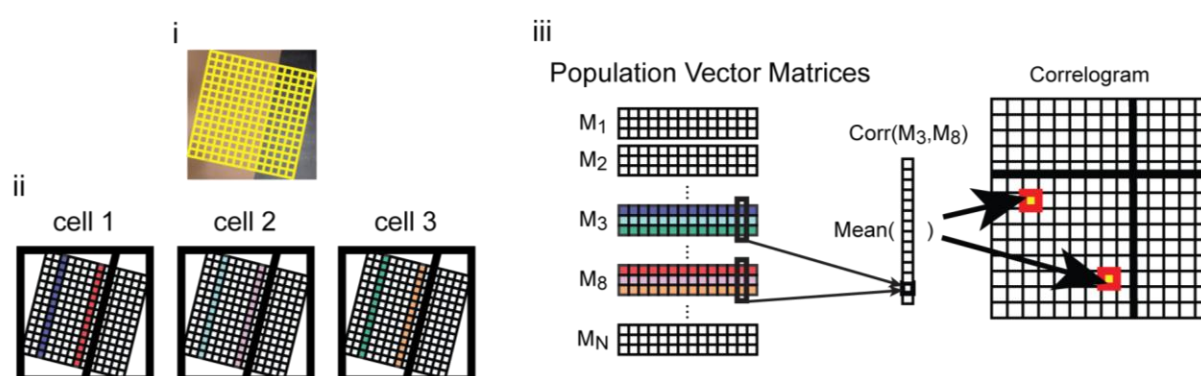 i
ii
cell 1
cell 2
cell 3
iii
Population Vector Matrices
M1
M2
⋮
M3
⋮
M8
⋮
MN
Corr(M3,M8)
Mean( )
Correlogram